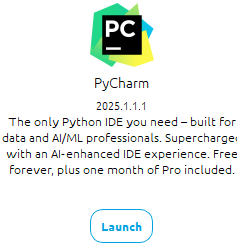 PC
PyCharm
2025.1.1.1
The only Python IDE you need – built for
data and AI/ML professionals. Supercharged
with an AI-enhanced IDE experience. Free
forever, plus one month of Pro included.
Launch